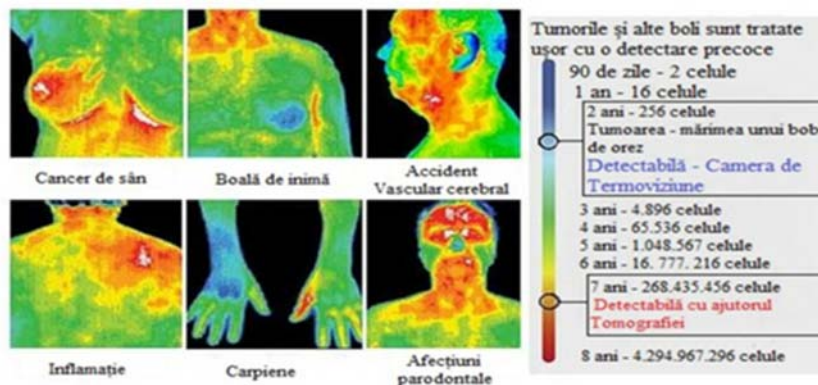 Cancer de sân
Boală de inimă
Accident
Vascular cerebral
Inflamație
Carpiene
Afecțiuni
parodontale
Tumorile și alte boli sunt tratate
ușor cu o detectare precoce
90 de zile - 2 celule
1 an - 16 celule
2 ani - 256 celule
Tumoarea - mărimea unui bob
de orez
Detectabilă - Camera de
Termoviziune
3 ani - 4.896 celule
4 ani - 65.536 celule
5 ani - 1.048.567 celule
6 ani - 16. 777. 216 celule
7 ani - 268.435.456 celule
Detectabilă cu ajutorul
Tomografiei
8 ani - 4.294.967.296 celule